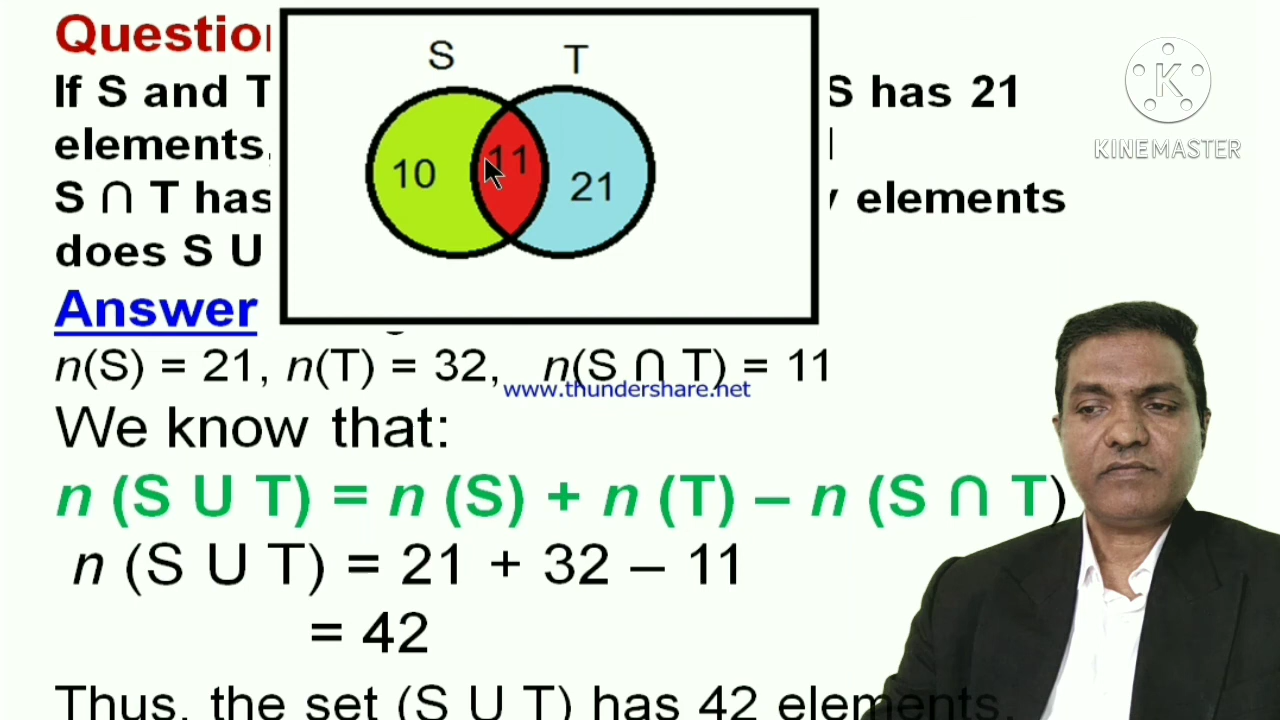 Question
If S and T S has 21
elements,
S ∩ T has elements
does S U
Answer
S T
10 11 21
n(S) = 21, n(T) = 32, n(S ∩ T) = 11
www.thundershare.net
We know that:
n (S U T) = n (S) + n (T) – n (S ∩ T)
n (S U T) = 21 + 32 – 11
= 42
Thus, the set (S U T) has 42 elements.
K
KINEMASTER